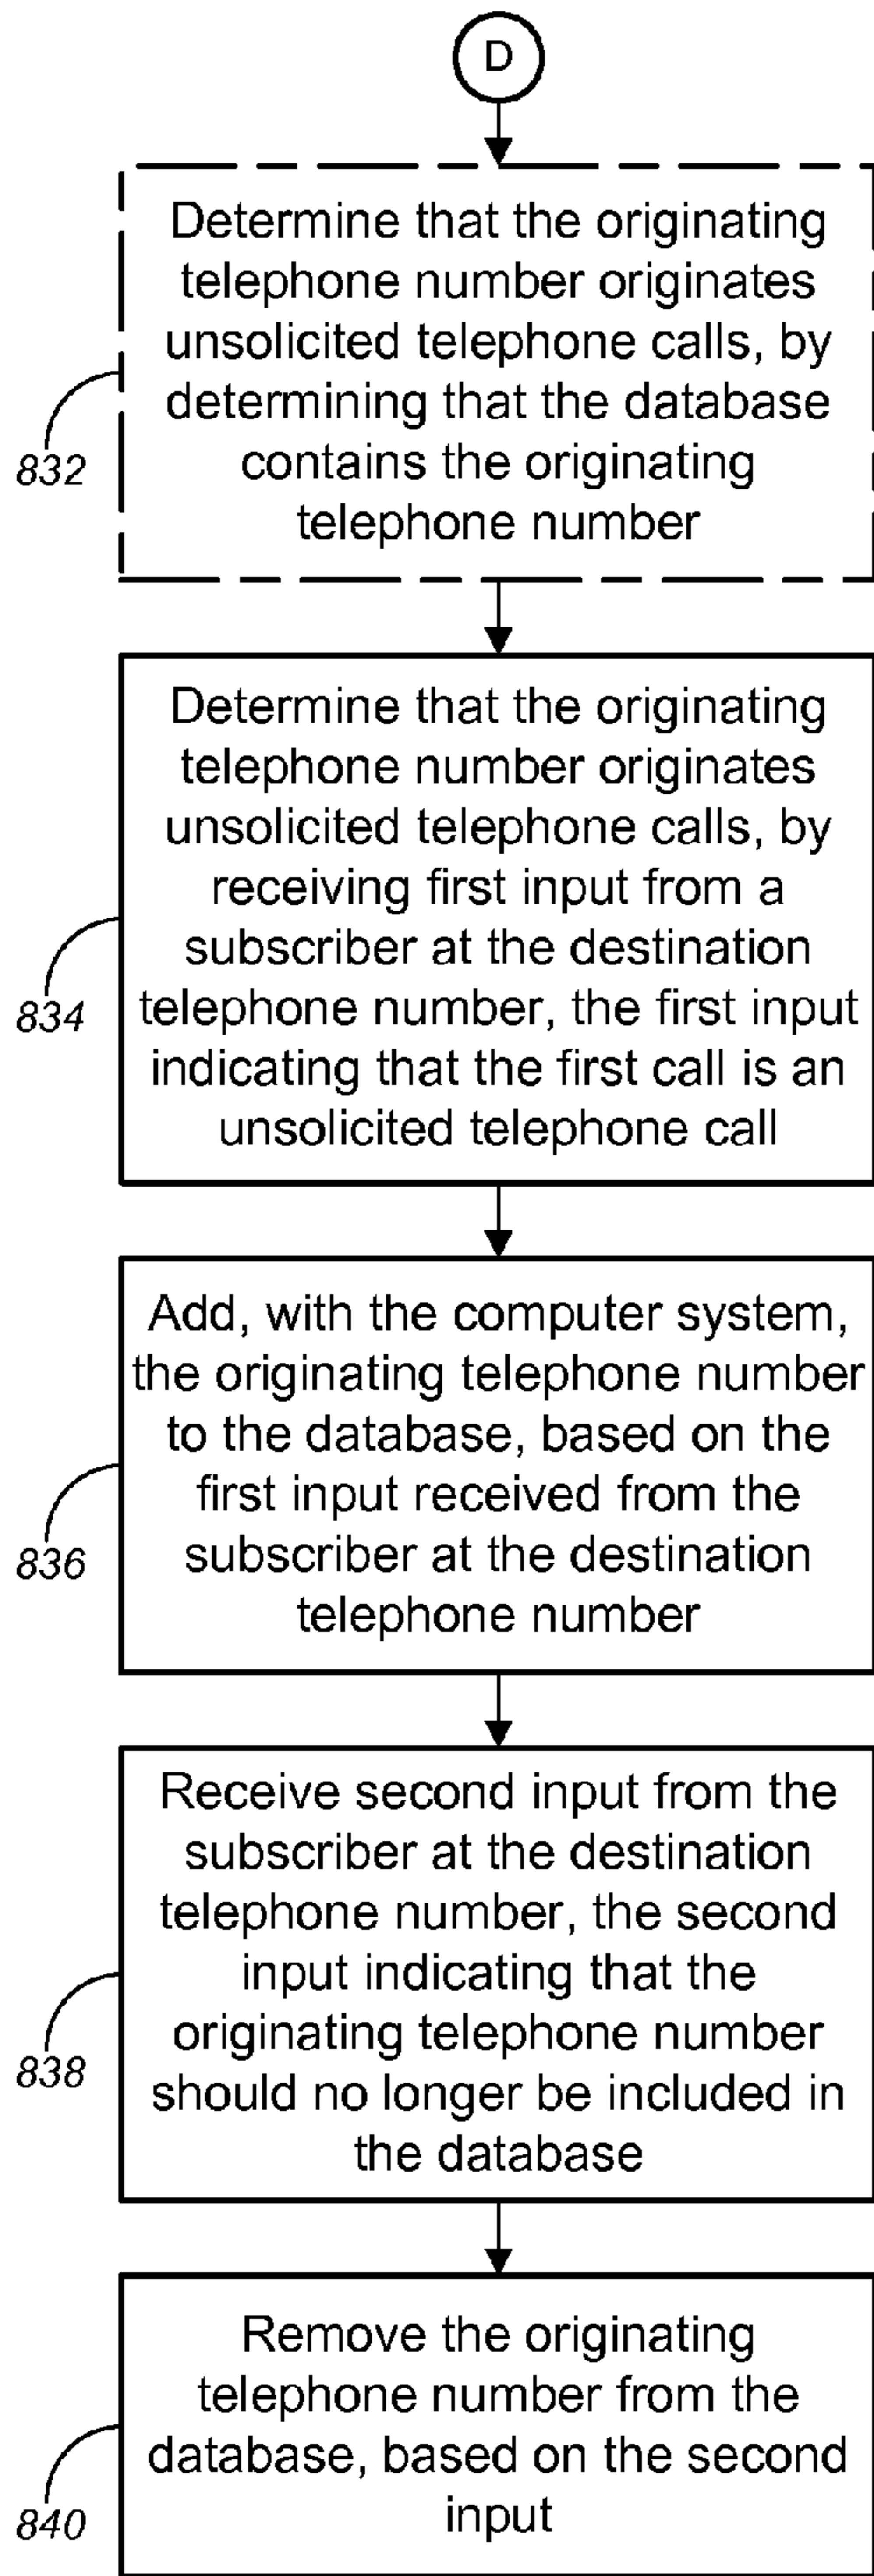 D
Determine that the originating
telephone number originates
unsolicited telephone calls, by
determining that the database
contains the originating
telephone number
832
Determine that the originating
telephone number originates
unsolicited telephone calls, by
receiving first input from a
subscriber at the destination
telephone number, the first input
indicating that the first call is an
unsolicited telephone call
834
Add, with the computer system,
the originating telephone number
to the database, based on the
first input received from the
subscriber at the destination
telephone number
836
Receive second input from the
subscriber at the destination
telephone number, the second
input indicating that the
originating telephone number
should no longer be included in
the database
838
Remove the originating
telephone number from the
database, based on the second
input
840